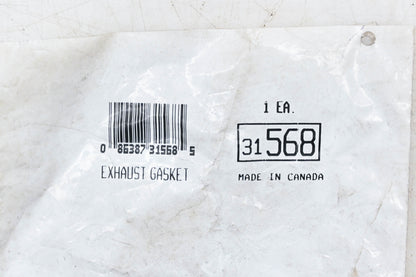 0 86387 31568 5
EXHAUST GASKET
1 EA.
31 568
MADE IN CANADA